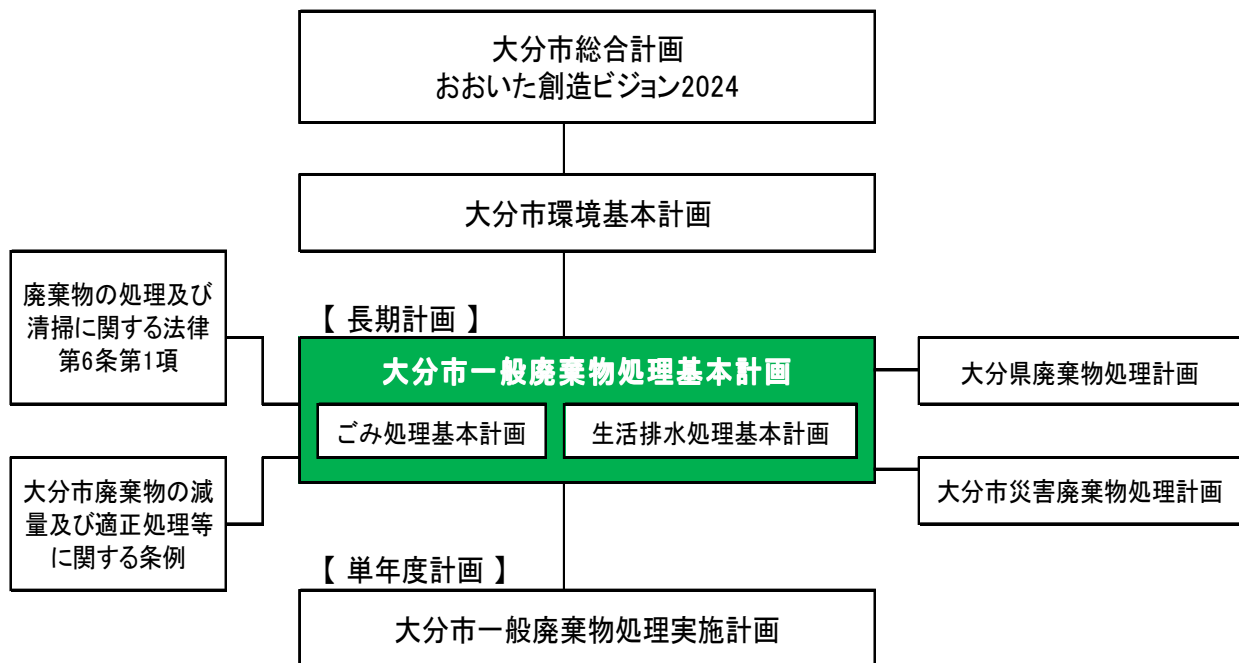 大分市総合計画
おおいた創造ビジョン2024
大分市環境基本計画
廃棄物の処理及び
清掃に関する法律
第6条第1項
【 長期計画 】
大分市一般廃棄物処理基本計画
ごみ処理基本計画
生活排水処理基本計画
大分県廃棄物処理計画
大分市廃棄物の減
量及び適正処理等
に関する条例
大分市災害廃棄物処理計画
【 単年度計画 】
大分市一般廃棄物処理実施計画